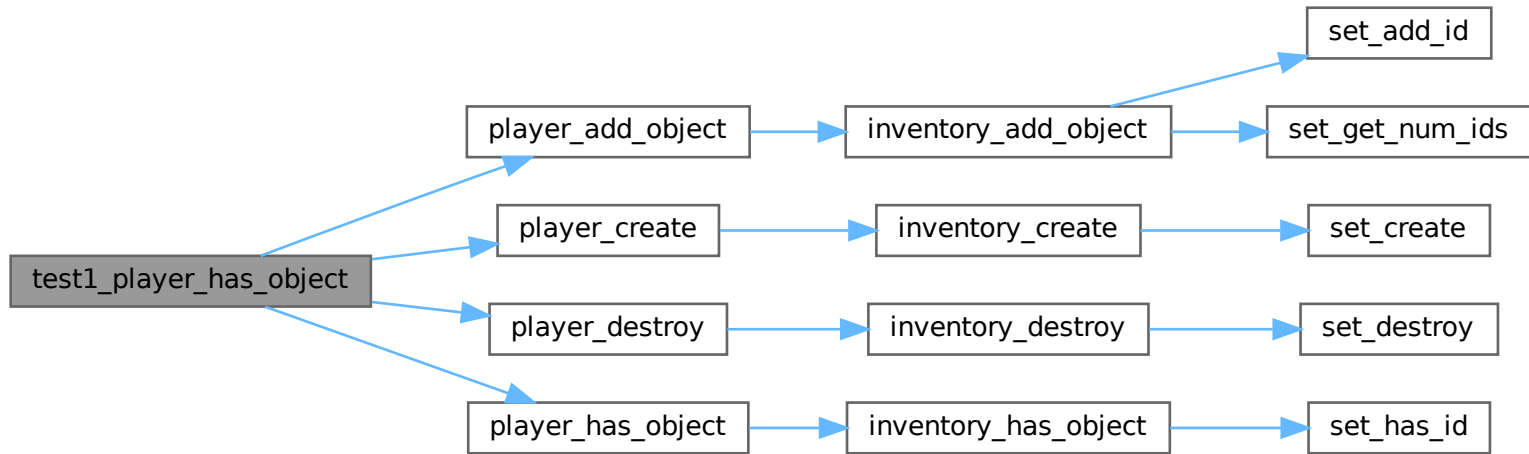 set_add_id
player_add_object
inventory_add_object
set_get_num_ids
player_create
inventory_create
set_create
test1_player_has_object
player_destroy
inventory_destroy
set_destroy
player_has_object
inventory_has_object
set_has_id